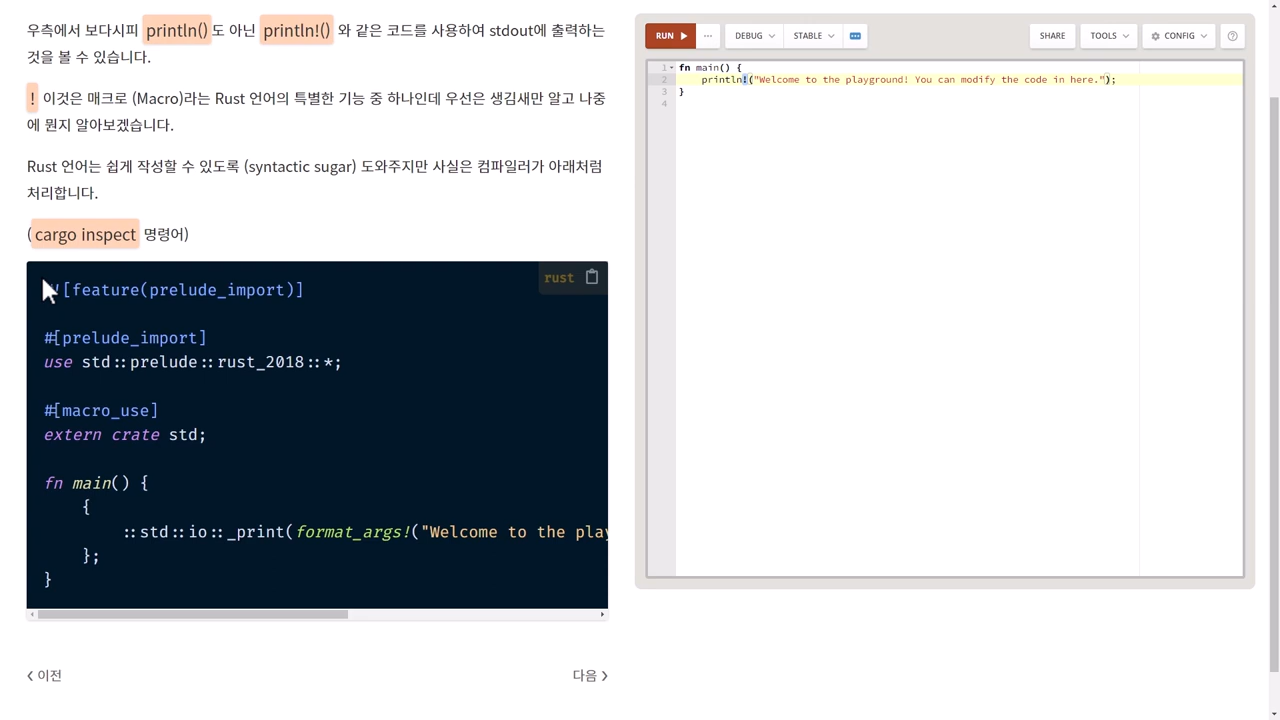 우측에서 보다시피 println()도 아닌 println!() 와 같은 코드를 사용하여 stdout에 출력하는
것을 볼 수 있습니다.
! 이것은 매크로 (Macro)라는 Rust 언어의 특별한 기능 중 하나인데 우선은 생김새만 알고 나중
에 뭔지 알아보겠습니다.
Rust 언어는 쉽게 작성할 수 있도록 (syntactic sugar) 도와주지만 사실은 컴파일러가 아래처럼
처리합니다.
(cargo inspect 명령어)
rust
![feature(prelude_import)]
#[prelude_import]
use std::prelude::rust_2018::*;
#[macro_use]
extern crate std;
fn main() {
{
::std::io::_print(format_args!("Welcome to the play
};
}
이전
다음
RUN
...
DEBUG
STABLE
SHARE
TOOLS
CONFIG
1 fn main() {
2 println!("Welcome to the playground! You can modify the code in here.");
3 }
4